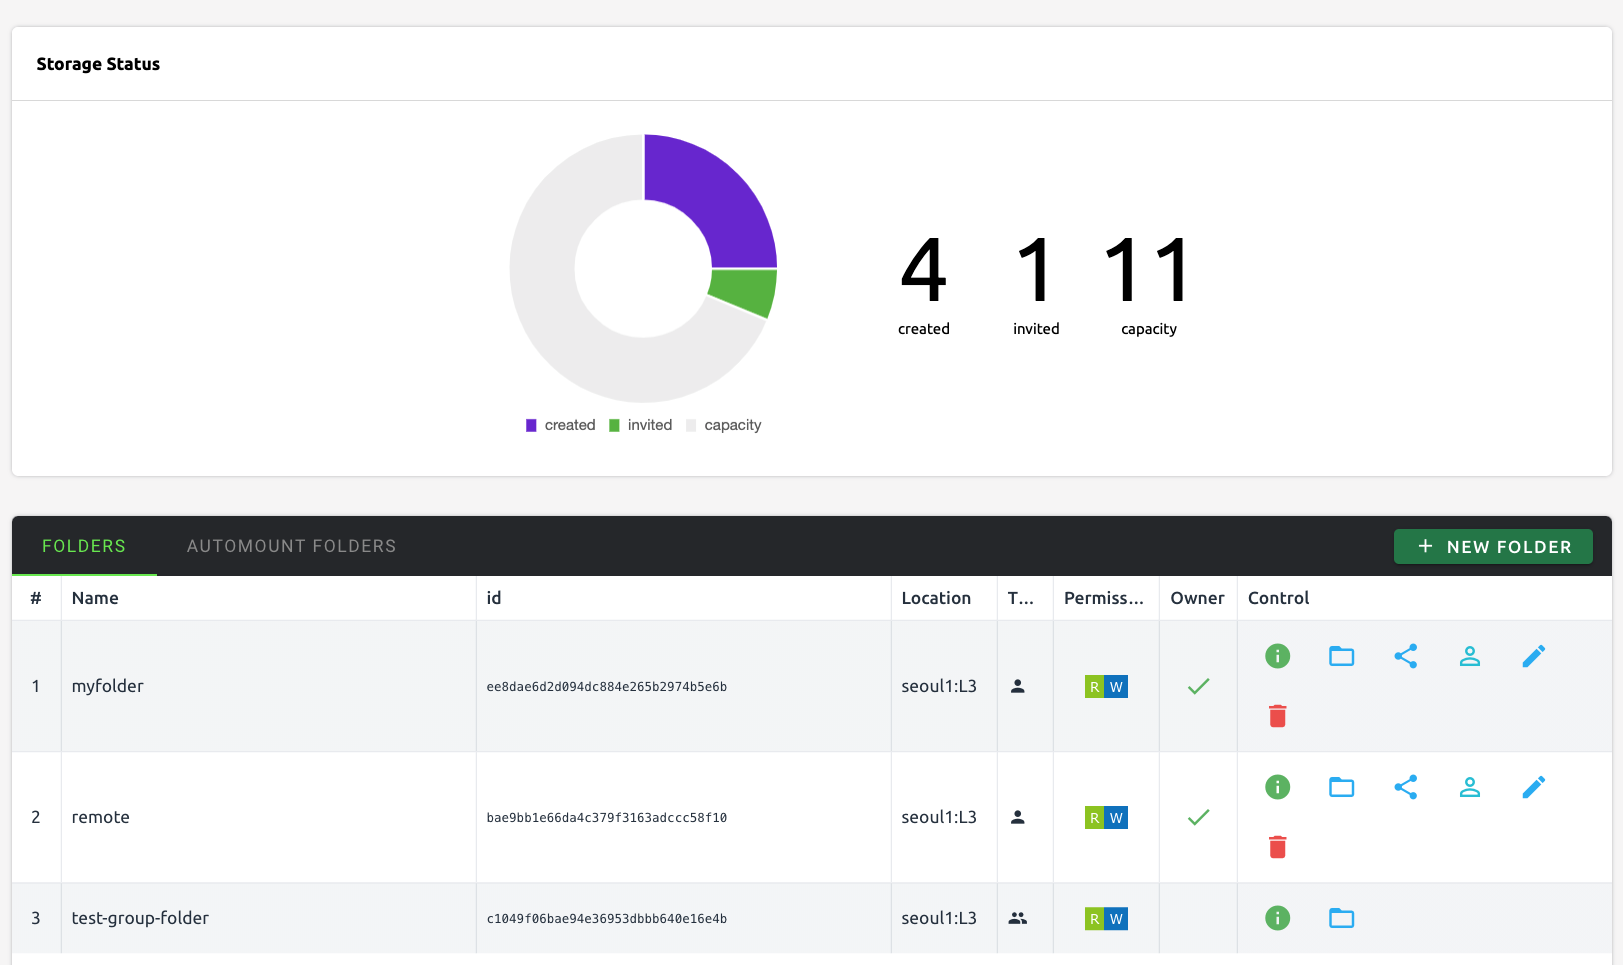 Storage Status
4 1 11
created invited capacity
created invited capacity
FOLDERS AUTOMOUNT FOLDERS + NEW FOLDER
# Name id Location T... Permiss... Owner Control
1 myfolder ee8dae6d2d094dc884e265b2974b5e6b seoul1:L3 R W
2 remote bae9bb1e66da4c379f3163adccc58f10 seoul1:L3 R W
3 test-group-folder c1049f06bae94e36953dbbb640e16e4b seoul1:L3 R W